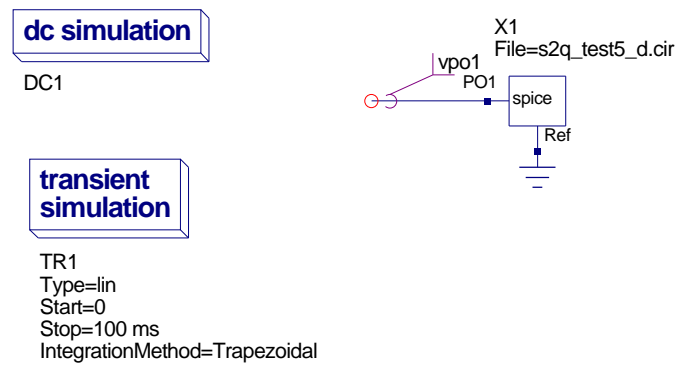 dc simulation
DC1
X1
File=s2q_test5_d.cir
vpo1
PO1
spice
Ref
transient
simulation
TR1
Type=lin
Start=0
Stop=100 ms
IntegrationMethod=Trapezoidal